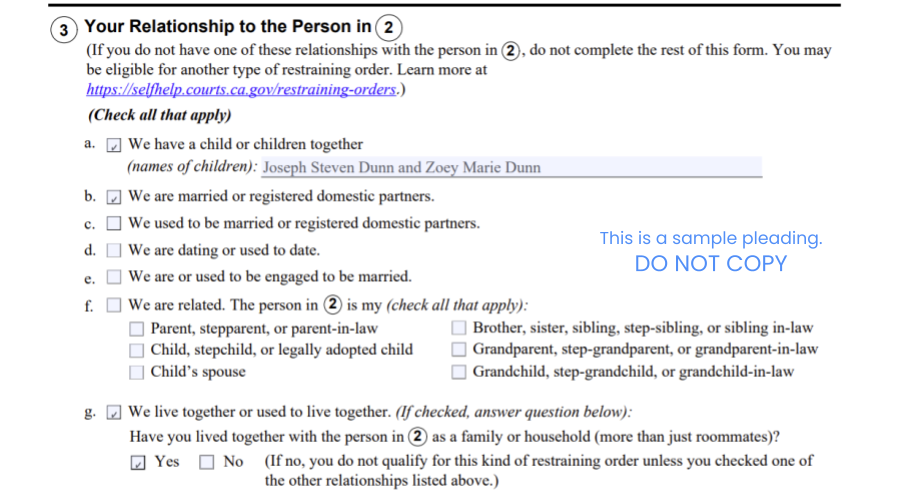 3 Your Relationship to the Person in 2
(If you do not have one of these relationships with the person in 2, do not complete the rest of this form. You may
be eligible for another type of restraining order. Learn more at
https://selfhelp.courts.ca.gov/restraining-orders.)
(Check all that apply)
a. We have a child or children together
(names of children): Joseph Steven Dunn and Zoey Marie Dunn
b. We are married or registered domestic partners.
c. We used to be married or registered domestic partners.
This is a sample pleading.
d. We are dating or used to date.
DO NOT COPY
e. We are or used to be engaged to be married.
f. We are related. The person in 2 is my (check all that apply):
Parent, stepparent, or parent-in-law
Brother, sister, sibling, step-sibling, or sibling in-law
Child, stepchild, or legally adopted child
Grandparent, step-grandparent, or grandparent-in-law
Child's spouse
Grandchild, step-grandchild, or grandchild-in-law
g. We live together or used to live together. (If checked, answer question below):
Have you lived together with the person in 2 as a family or household (more than just roommates)?
Yes No (If no, you do not qualify for this kind of restraining order unless you checked one of
the other relationships listed above.)